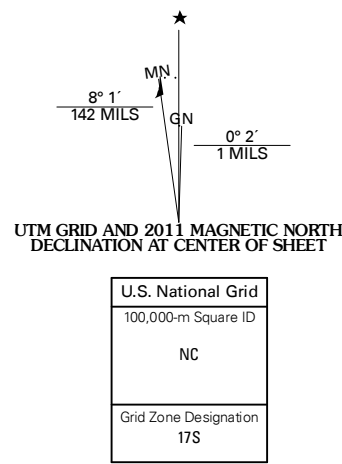 ★
MN
8° 1´
142 MILS
GN
0° 2´
1 MILS
UTM GRID AND 2011 MAGNETIC NORTH
DECLINATION AT CENTER OF SHEET
U.S. National Grid
100,000-m Square ID
NC
Grid Zone Designation
17S